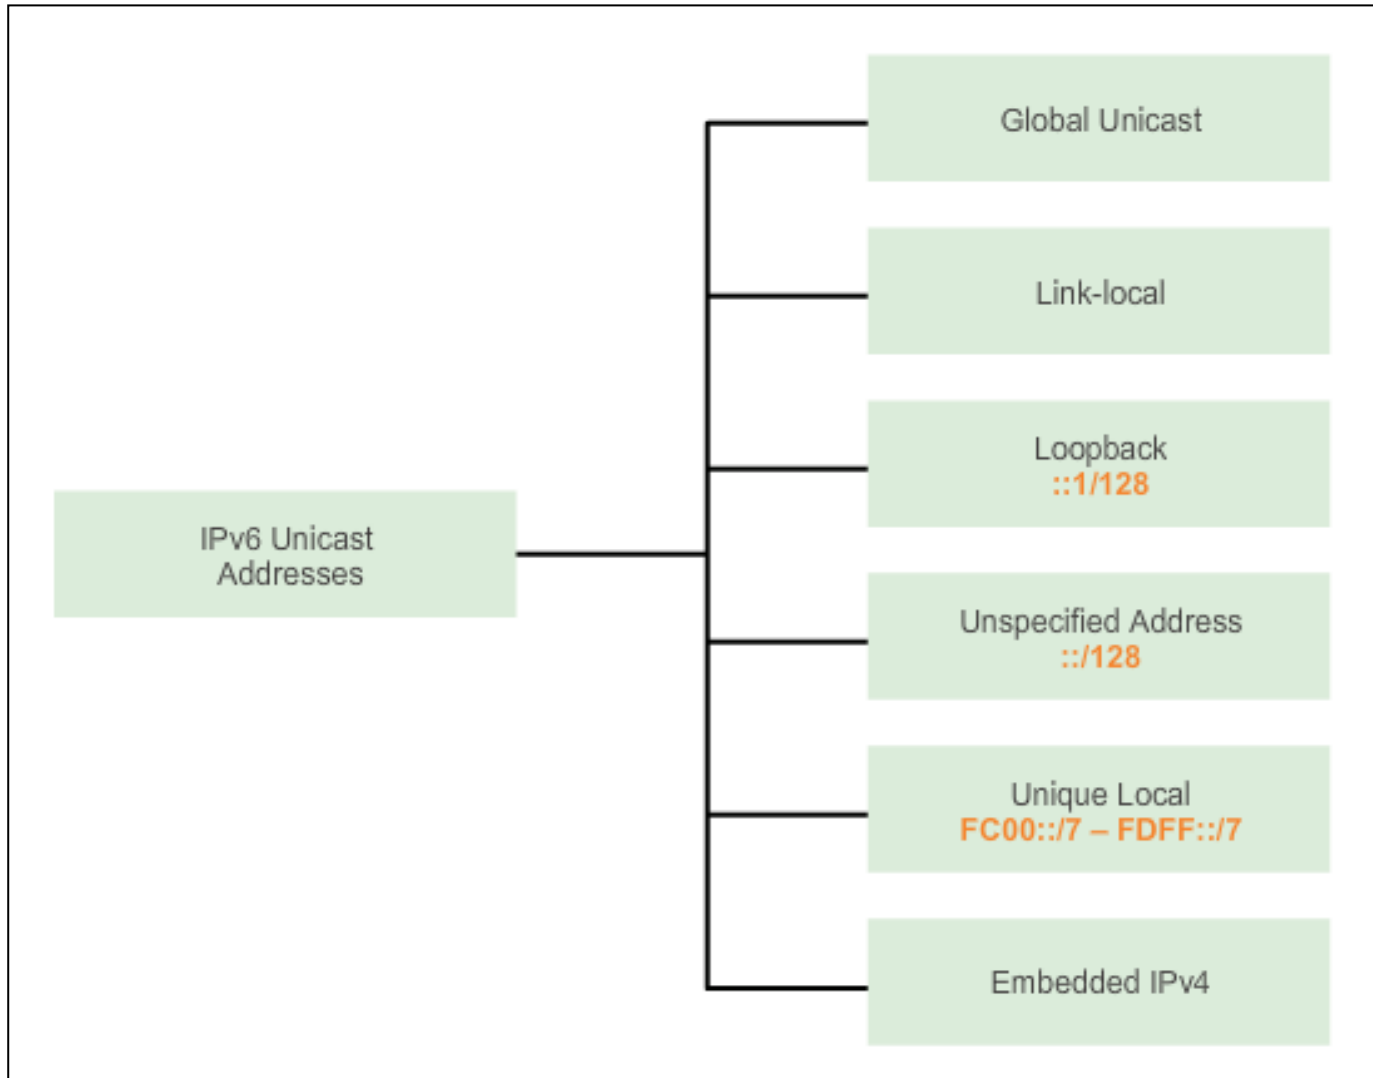 Global Unicast
Link-local
Loopback
::1/128
IPv6 Unicast
Addresses
Unspecified Address
::/128
Unique Local
FC00::/7 – FDFF::/7
Embedded IPv4